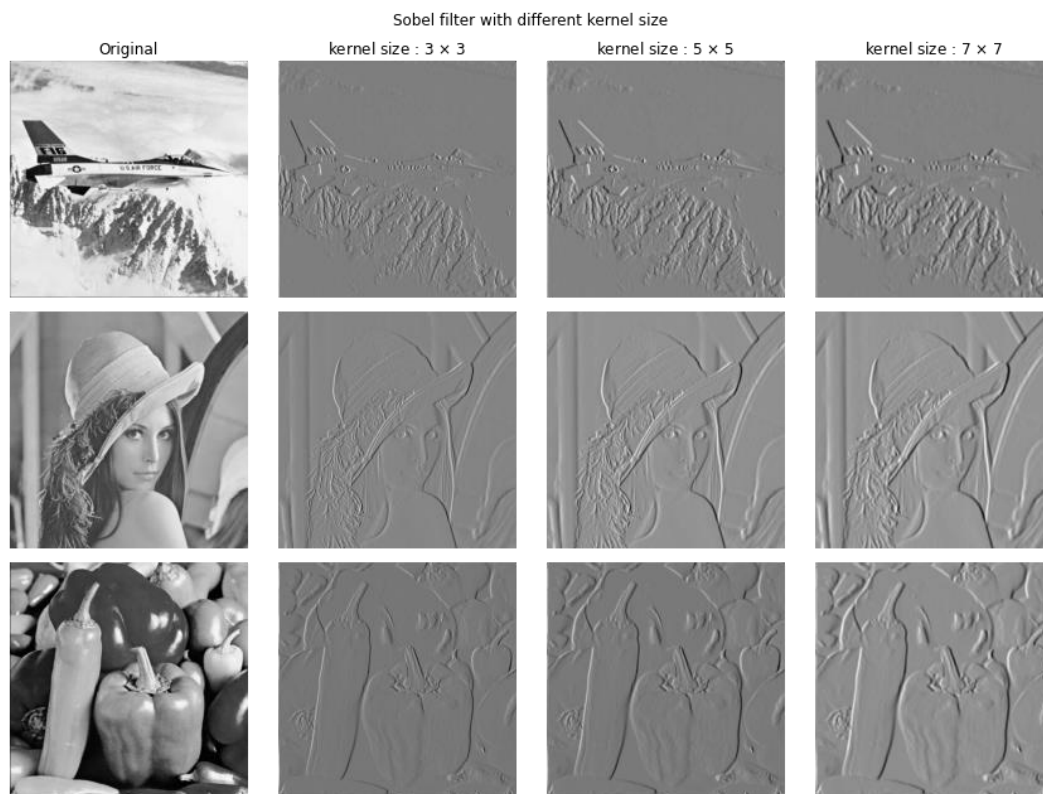 Sobel filter with different kernel size
Original
kernel size : 3 × 3
kernel size : 5 × 5
kernel size : 7 × 7
F16
U.S. AIR FORCE